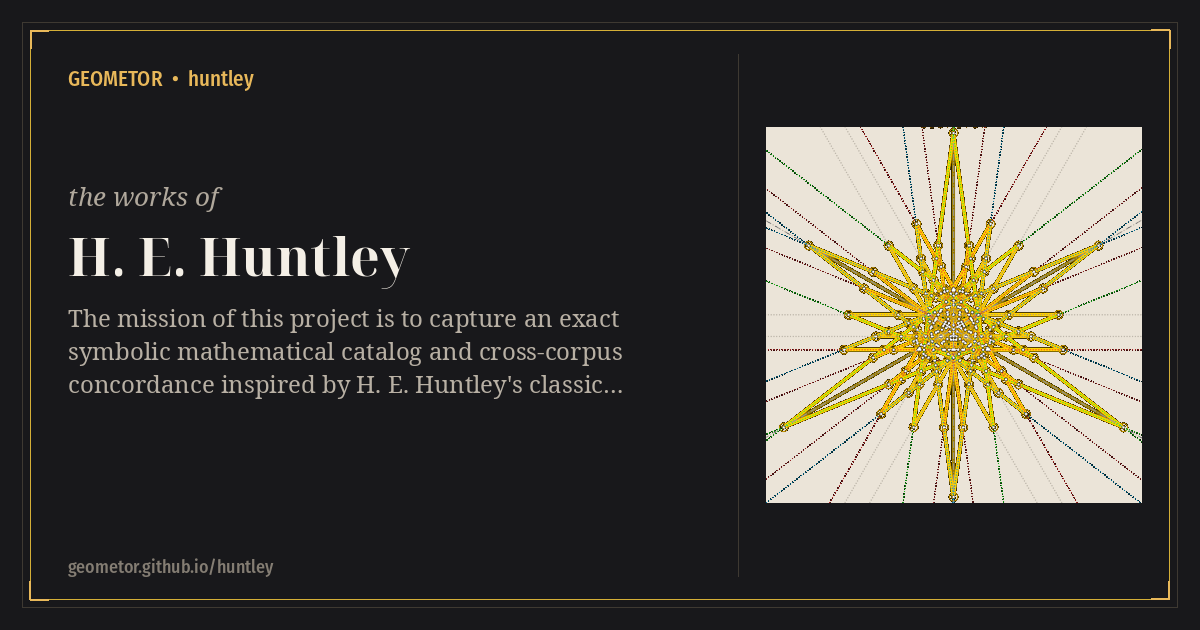 GEOMETOR • huntley
the works of
H. E. Huntley
The mission of this project is to capture an exact
symbolic mathematical catalog and cross-corpus
concordance inspired by H. E. Huntley's classic...
geometor.github.io/huntley